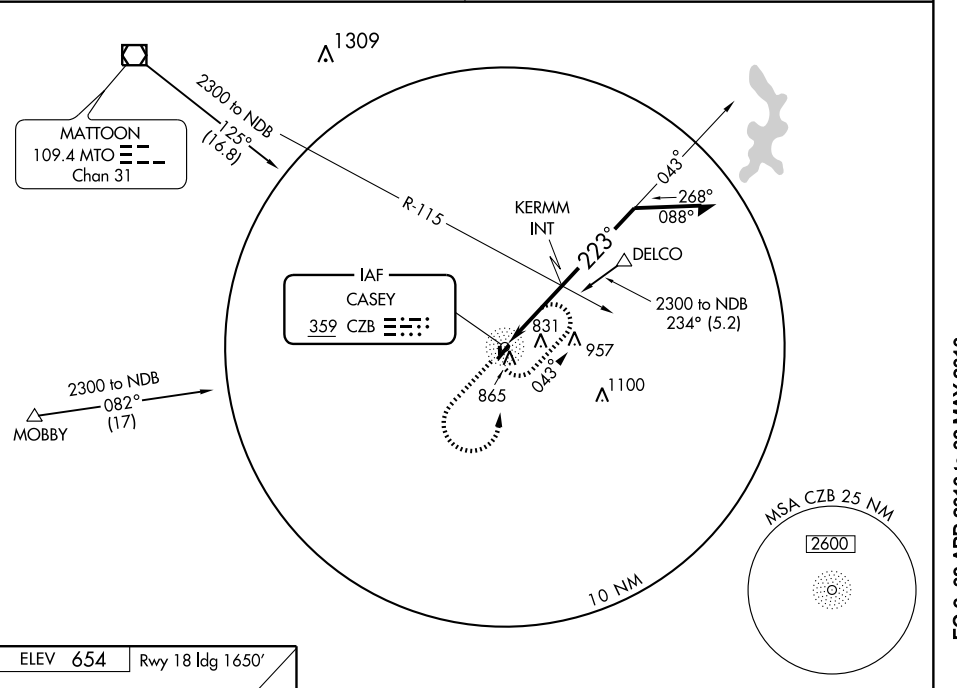 1309
2300 to NDB
125°
(16.8)
MATTOON
109.4 MTO
Chan 31
R-115
KERMM
INT
043°
268°
088°
223°
DELCO
2300 to NDB
234° (5.2)
IAF
CASEY
359 CZB
831
957
043°
865
1100
2300 to NDB
082°
(17)
MOBBY
10 NM
MSA CZB 25 NM
2600
ELEV 654
Rwy 18 ldg 1650'